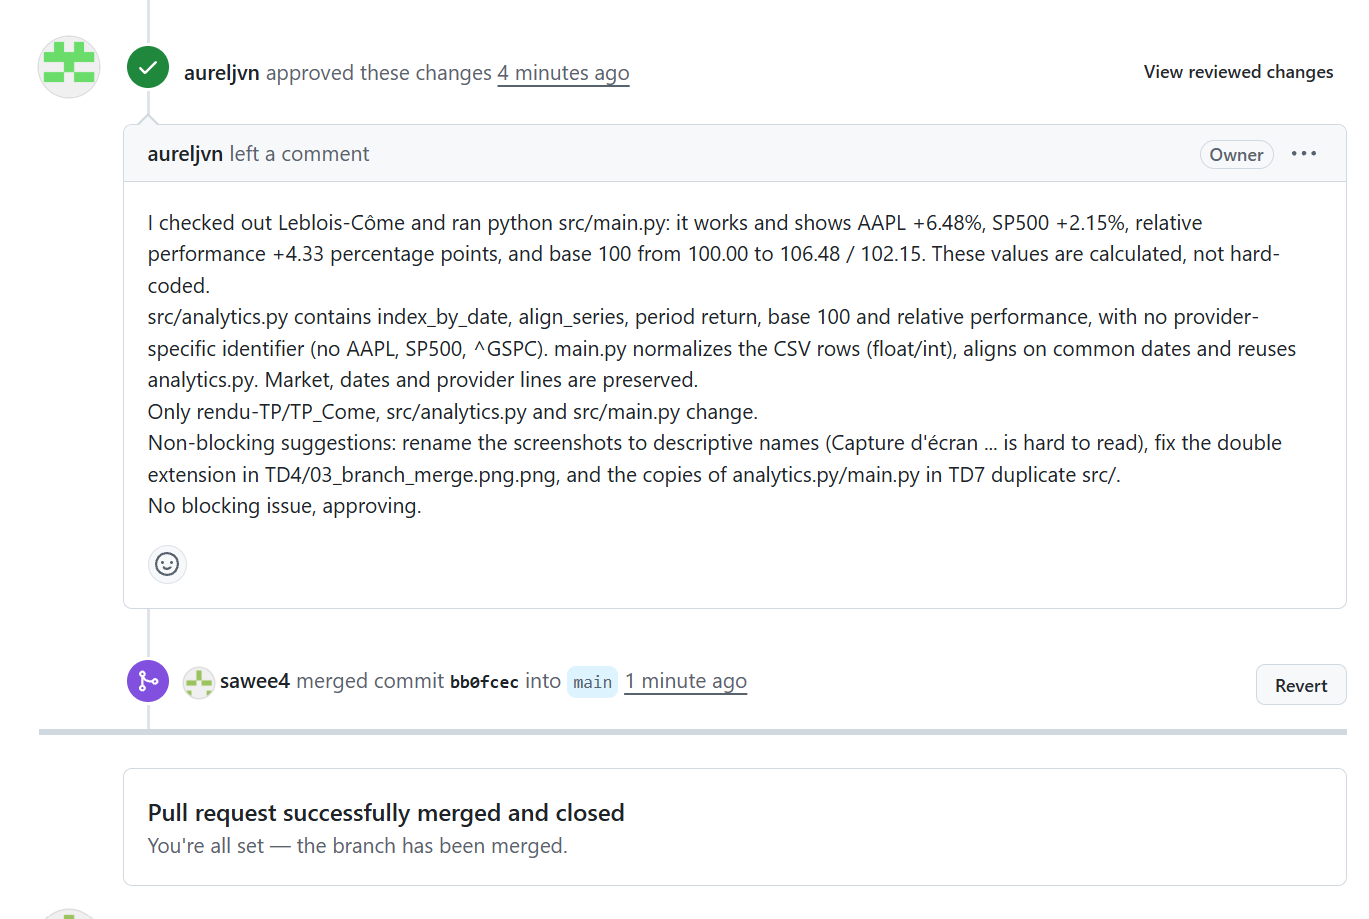 aureljvn approved these changes 4 minutes ago
View reviewed changes
aureljvn left a comment
Owner
I checked out Leblois-Côme and ran python src/main.py: it works and shows AAPL +6.48%, SP500 +2.15%, relative
performance +4.33 percentage points, and base 100 from 100.00 to 106.48 / 102.15. These values are calculated, not hard-
coded.
src/analytics.py contains index_by_date, align_series, period return, base 100 and relative performance, with no provider-
specific identifier (no AAPL, SP500, ^GSPC). main.py normalizes the CSV rows (float/int), aligns on common dates and reuses
analytics.py. Market, dates and provider lines are preserved.
Only rendu-TP/TP_Come, src/analytics.py and src/main.py change.
Non-blocking suggestions: rename the screenshots to descriptive names (Capture d'écran ... is hard to read), fix the double
extension in TD4/03_branch_merge.png.png, and the copies of analytics.py/main.py in TD7 duplicate src/.
No blocking issue, approving.
sawee4 merged commit bb0fcec into main 1 minute ago
Revert
Pull request successfully merged and closed
You're all set — the branch has been merged.